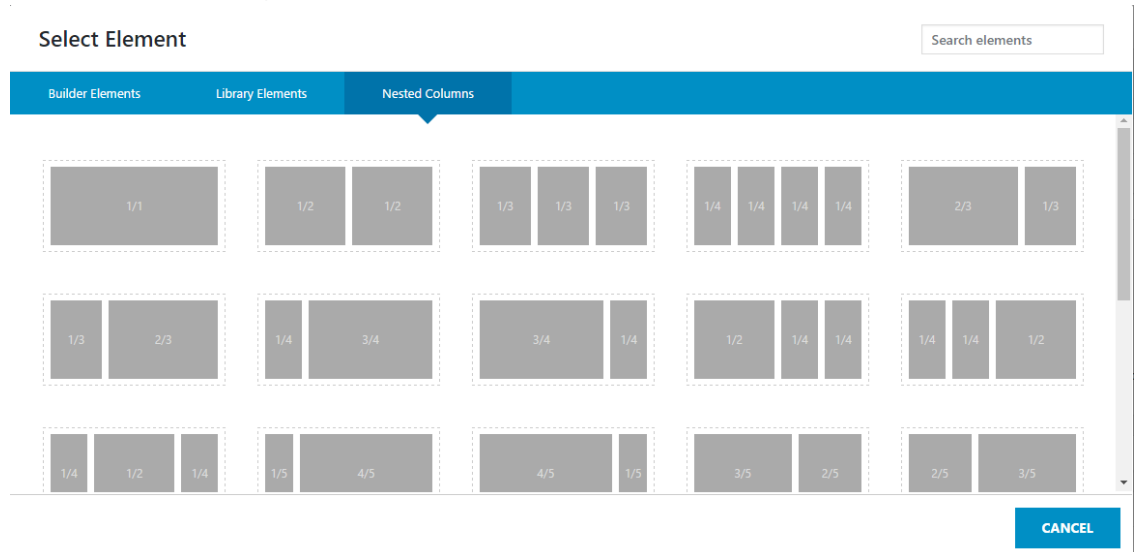 Select Element
Search elements
Builder Elements Library Elements Nested Columns
1/1 1/2 1/2 1/3 1/3 1/3 1/4 1/4 1/4 1/4 2/3 1/3
1/3 2/3 1/4 3/4 3/4 1/4 1/2 1/4 1/4 1/4 1/4 1/2
1/4 1/2 1/4 1/5 4/5 4/5 1/5 3/5 2/5 2/5 3/5
CANCEL